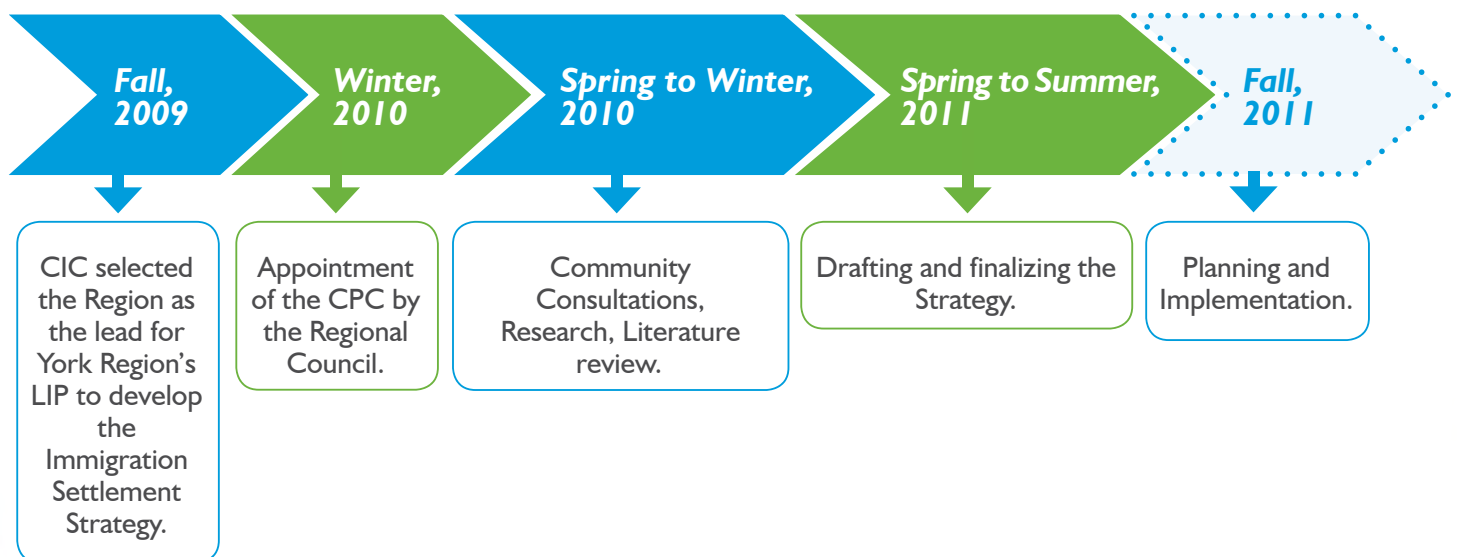 Fall,
2009
Winter,
2010
Spring to Winter,
2010
Spring to Summer,
2011
Fall,
2011
CIC selected
the Region as
the lead for
York Region's
LIP to develop
the
Immigration
Settlement
Strategy.
Appointment
of the CPC by
the Regional
Council.
Community
Consultations,
Research, Literature
review.
Drafting and finalizing the
Strategy.
Planning and
Implementation.